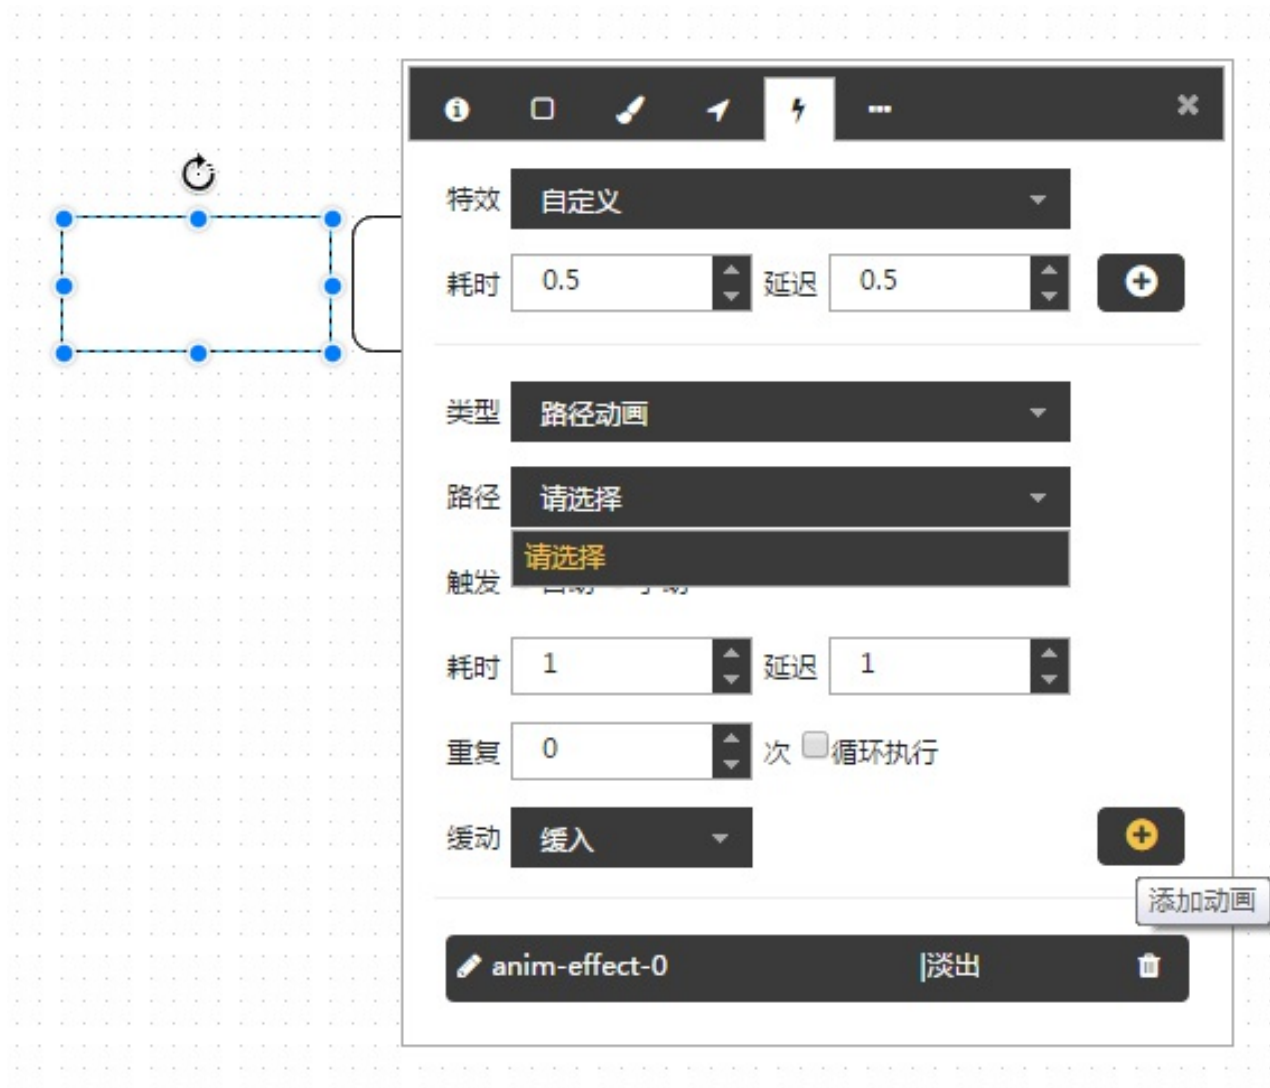 特效 自定义
耗时 0.5 延迟 0.5
类型 路径动画
路径 请选择
请选择
触发
耗时 1 延迟 1
重复 0 次 循环执行
缓动 缓入
添加动画
anim-effect-0 |淡出